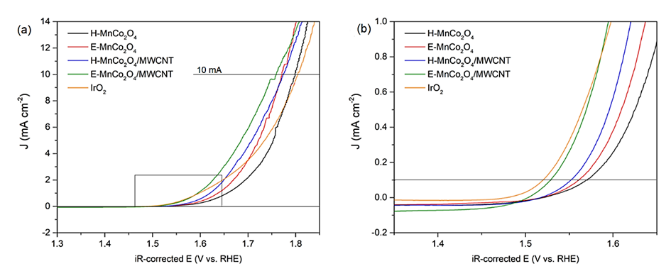 (a)
H-MnCo₂O₄
E-MnCo₂O₄
H-MnCo₂O₄/MWCNT
E-MnCo₂O₄/MWCNT
IrO₂
10 mA
J (mA cm⁻²)
14
12
10
8
6
4
2
0
-2
1.3
1.4
1.5
1.6
1.7
1.8
iR-corrected E (V vs. RHE)
(b)
H-MnCo₂O₄
E-MnCo₂O₄
H-MnCo₂O₄/MWCNT
E-MnCo₂O₄/MWCNT
IrO₂
J (mA cm⁻²)
1.0
0.8
0.6
0.4
0.2
0.0
-0.2
1.4
1.5
1.6
iR-corrected E (V vs. RHE)